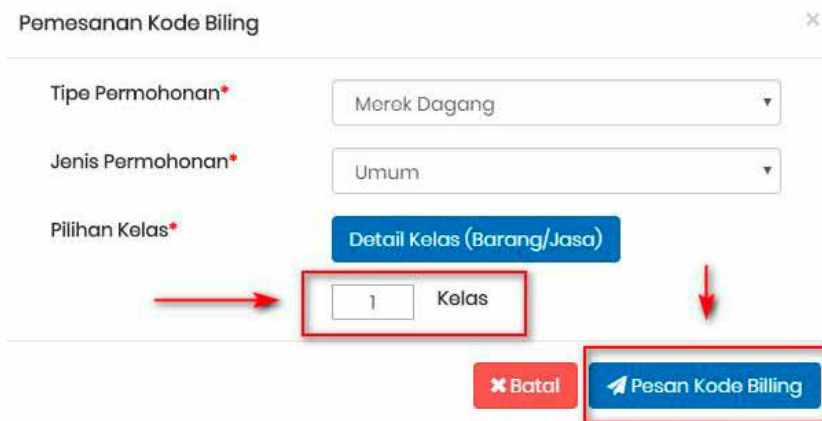 Pemesanan Kode Biling ×
Tipe Permohonan* Merek Dagang
Jenis Permohonan* Umum
Pilihan Kelas* Detail Kelas (Barang/Jasa)
1 Kelas
Batal Pesan Kode Billing